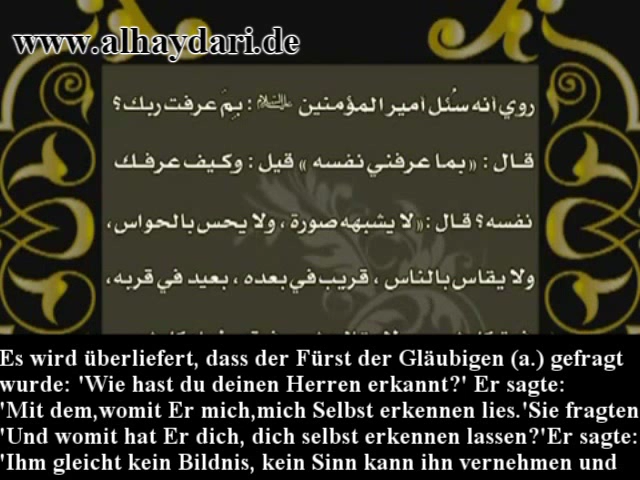 www.alhaydari.de
روي أنه سُئل أمير المؤمنين عليه السلام : بِمَ عرفت ربك؟
قال : «بما عرفني نفسه» قيل : وكيف عرفك
نفسه؟ قال : «لا يشبهه صورة ، ولا يحس بالحواس،
ولا يقاس بالناس ، قريب في بعده ، بعيد في قربه،
Es wird überliefert, dass der Fürst der Gläubigen (a.) gefragt
wurde: 'Wie hast du deinen Herren erkannt?' Er sagte:
'Mit dem,womit Er mich,mich Selbst erkennen lies.'Sie fragten
'Und womit hat Er dich, dich selbst erkennen lassen?'Er sagte:
'Ihm gleicht kein Bildnis, kein Sinn kann ihn vernehmen und